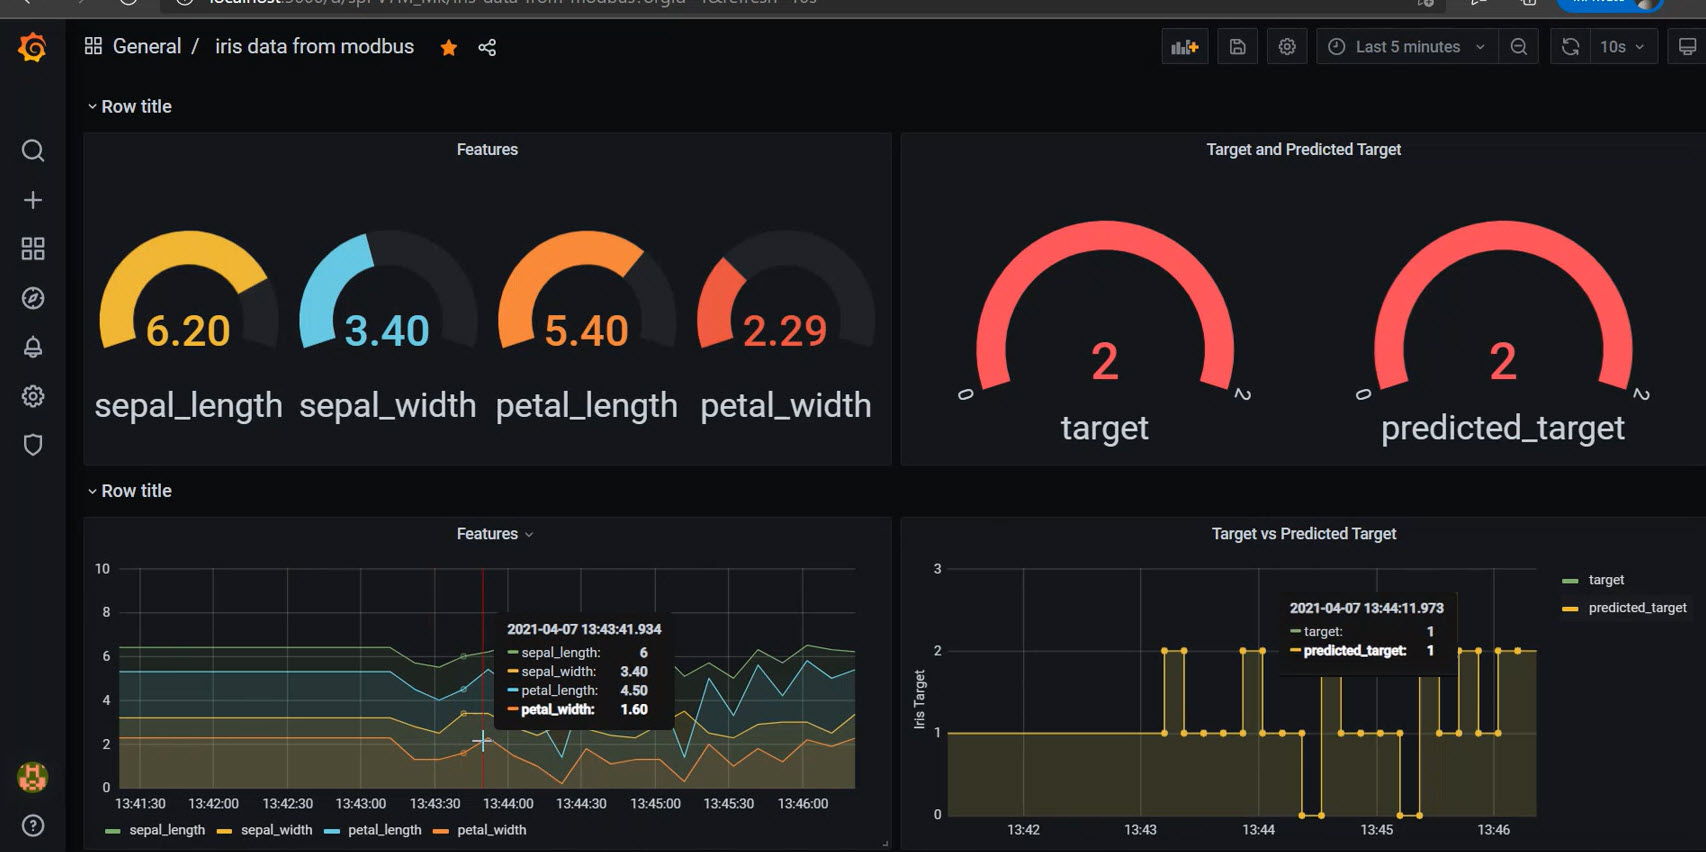 General / iris data from modbus
Last 5 minutes
10s
Row title
Features
6.20
3.40
5.40
2.29
sepal_length
sepal_width
petal_length
petal_width
Target and Predicted Target
2
0
2
target
2
0
2
predicted_target
Row title
Features
10
8
6
4
2
0
2021-04-07 13:43:41.934
sepal_length: 6
sepal_width: 3.40
petal_length: 4.50
petal_width: 1.60
13:41:30 13:42:00 13:42:30 13:43:00 13:43:30 13:44:00 13:44:30 13:45:00 13:45:30 13:46:00
sepal_length sepal_width petal_length petal_width
Target vs Predicted Target
Iris Target
3
2
1
0
2021-04-07 13:44:11.973
target: 1
predicted_target: 1
13:42 13:43 13:44 13:45 13:46
target
predicted_target